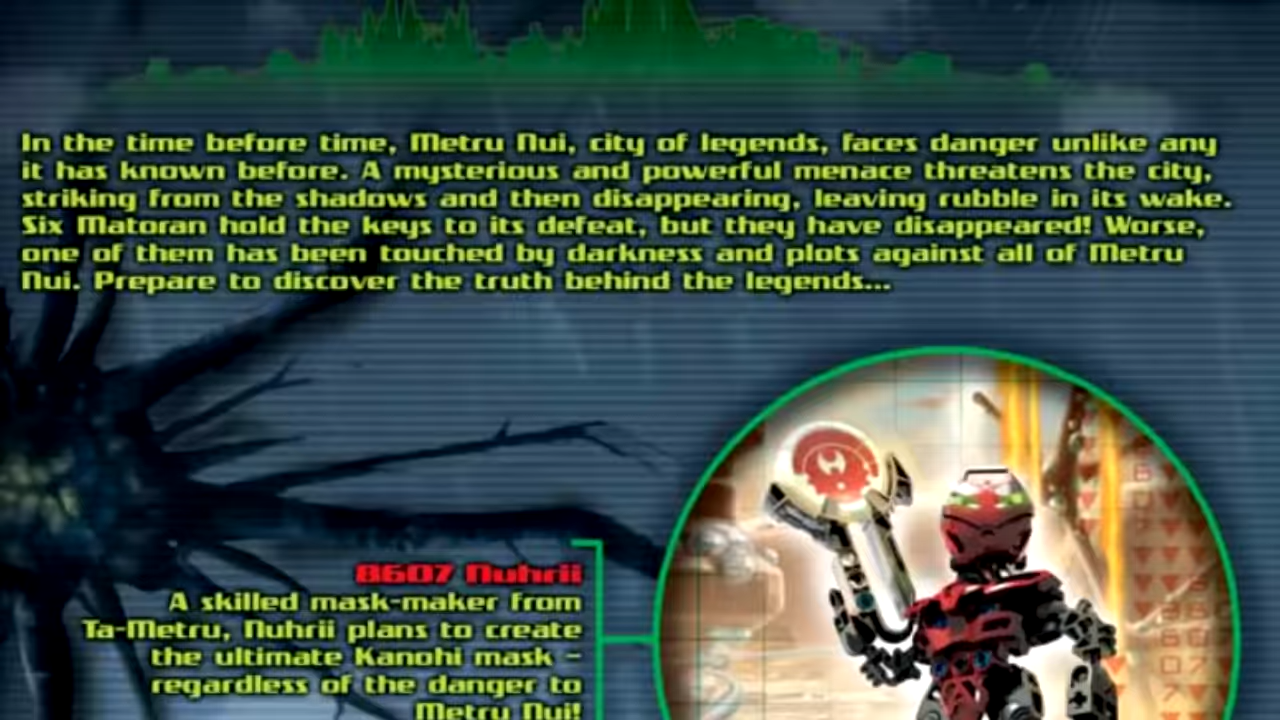 In the time before time, Metru Nui, city of legends, faces danger unlike any
it has known before. A mysterious and powerful menace threatens the city,
striking from the shadows and then disappearing, leaving rubble in its wake.
Six Matoran hold the keys to its defeat, but they have disappeared! Worse,
one of them has been touched by darkness and plots against all of Metru
Nui. Prepare to discover the truth behind the legends...
8607 Nuhrii
A skilled mask-maker from
Ta-Metru, Nuhrii plans to create
the ultimate Kanohi mask –
regardless of the danger to
Metru Nui!